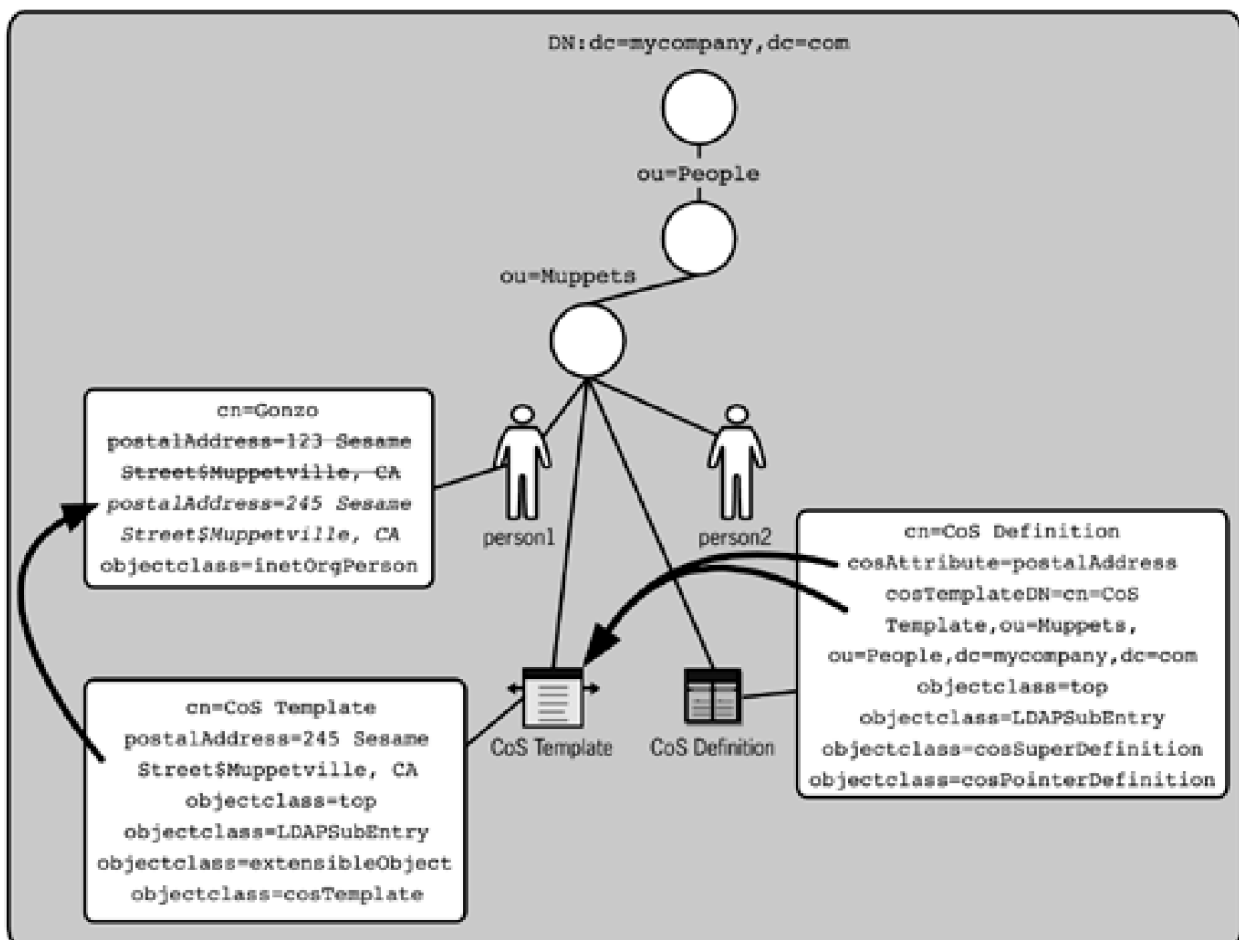 DN:dc=mycompany,dc=com
ou=People
ou=Muppets
cn=Gonzo
postalAddress=123 Sesame
Street$Muppetville, CA
postalAddress=245 Sesame
Street$Muppetville, CA
objectclass=inetOrgPerson
person1
person2
cn=CoS Definition
cosAttribute=postalAddress
cosTemplateDN=cn=CoS
Template,ou=Muppets,
ou=People,dc=mycompany,dc=com
objectclass=top
objectclass=LDAPSubEntry
objectclass=cosSuperDefinition
objectclass=cosPointerDefinition
CoS Template
CoS Definition
cn=CoS Template
postalAddress=245 Sesame
Street$Muppetville, CA
objectclass=top
objectclass=LDAPSubEntry
objectclass=extensibleObject
objectclass=cosTemplate